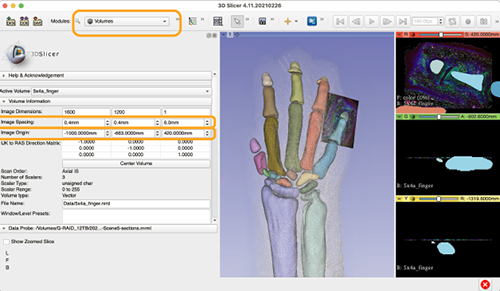 3D Slicer 4.11.20210226
Modules: Volumes
3DSlicer
Help & Acknowledgement
Active Volume 5x4a_finger
Volume Information
Image Dimensions: 1600 1200 1
Image Spacing: 0.4mm 0.4mm 6.0mm
Image Origin: -1000.0000mm -663.0000mm 420.0000mm
IJK to RAS Direction Matrix: -1.0000 0.0000 0.0000
0.0000 -1.0000 0.0000
0.0000 0.0000 1.0000
Center Volume
Scan Order: Axial IS
Number of Scalars: 3
Scalar Type: unsigned char
Scalar Range: 0 to 255
Volume type: Vector
File Name: Data/5x4a_finger.nrrd
Window/Level Presets:
Data Probe: /Volumes/G-RAID_12TB/202...-Scene5-sections.mrml
Show Zoomed Slice
L
F
B
1
R S: 420.0000mm
F: color (0%)
B: 5x4a_finger
G A: -902.6000mm
B: 5x4a_finger
Y R: -1319.6000mm
B: 5x4a_finger